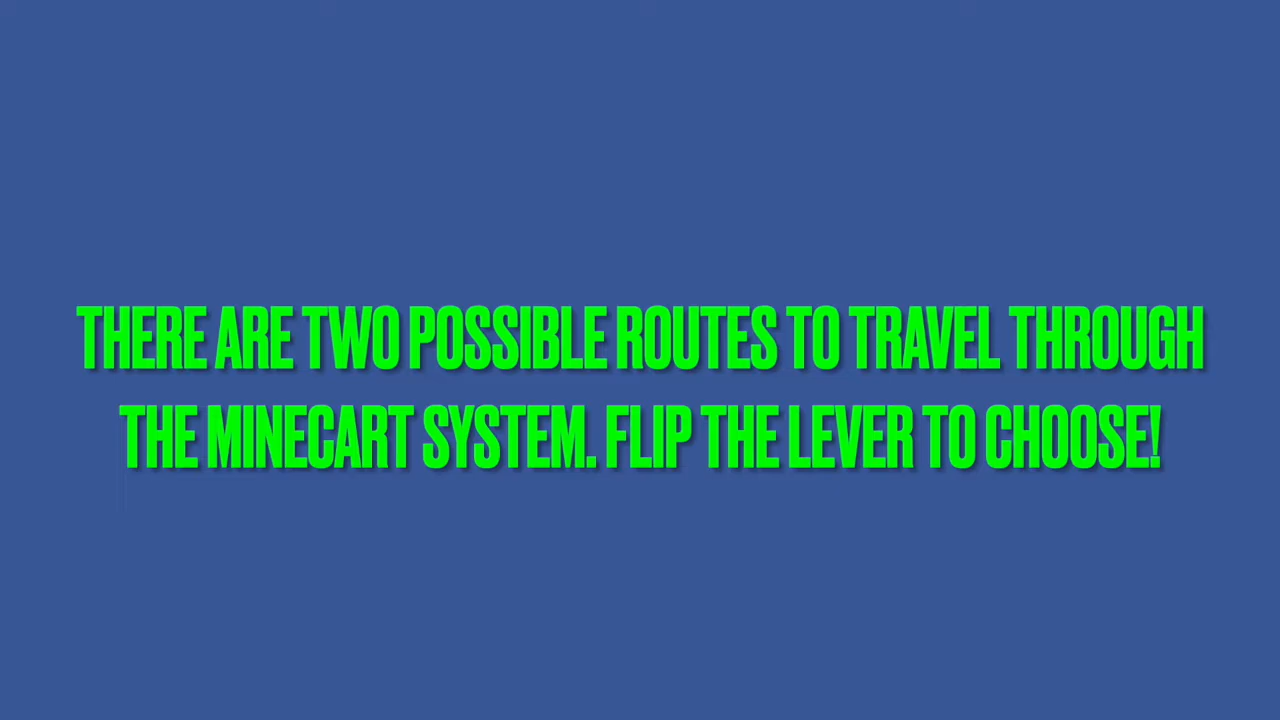 THERE ARE TWO POSSIBLE ROUTES TO TRAVEL THROUGH
THE MINECART SYSTEM. FLIP THE LEVER TO CHOOSE!